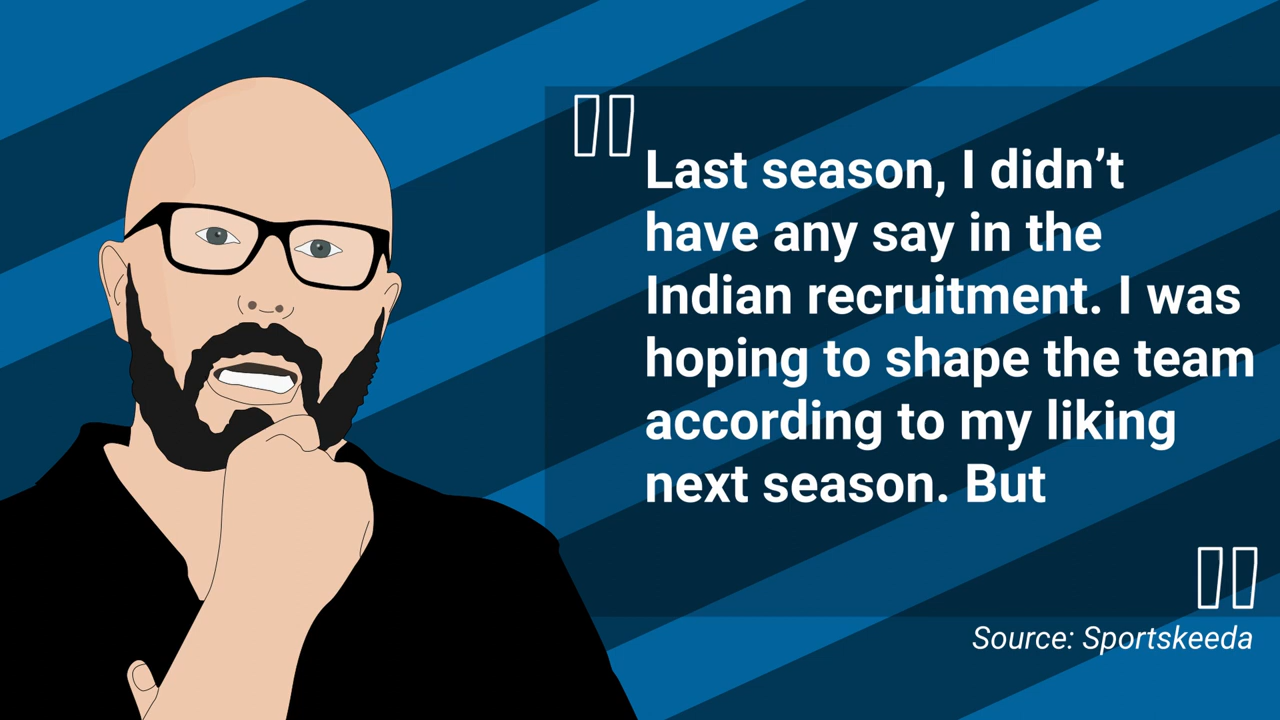 Last season, I didn’t
have any say in the
Indian recruitment. I was
hoping to shape the team
according to my liking
next season. But
Source: Sportskeeda